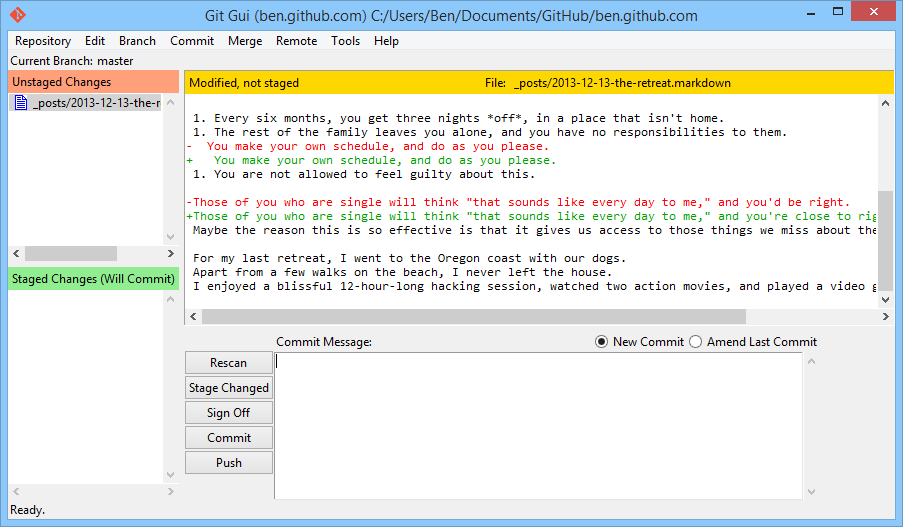 Git Gui (ben.github.com) C:/Users/Ben/Documents/GitHub/ben.github.com
Repository Edit Branch Commit Merge Remote Tools Help
Current Branch: master
Unstaged Changes
_posts/2013-12-13-the-r
Modified, not staged File: _posts/2013-12-13-the-retreat.markdown
1. Every six months, you get three nights *off*, in a place that isn't home.
1. The rest of the family leaves you alone, and you have no responsibilities to them.
-  You make your own schedule, and do as you please.
+   You make your own schedule, and do as you please.
1. You are not allowed to feel guilty about this.
-Those of you who are single will think "that sounds like every day to me," and you'd be right.
+Those of you who are single will think "that sounds like every day to me," and you're close to rig
Maybe the reason this is so effective is that it gives us access to those things we miss about the
For my last retreat, I went to the Oregon coast with our dogs.
Apart from a few walks on the beach, I never left the house.
I enjoyed a blissful 12-hour-long hacking session, watched two action movies, and played a video g
Staged Changes (Will Commit)
Commit Message:
New Commit Amend Last Commit
Rescan
Stage Changed
Sign Off
Commit
Push
Ready.